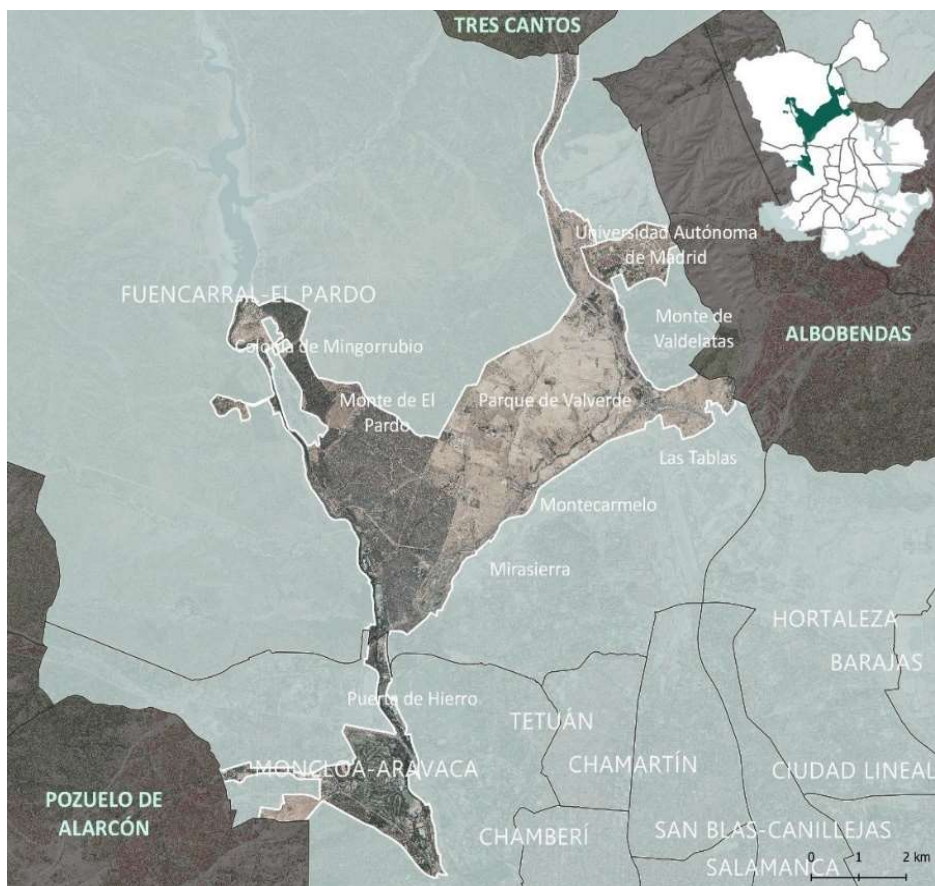 TRES CANTOS
Universidad Autónoma
de Madrid
FUENCARRAL-EL PARDO
Monte de
Valdelatas
ALBOBENDAS
Colonia de Mingorrubio
Monte de El
Pardo
Parque de Valverde
Las Tablas
Montecarmelo
Mirasierra
HORTALEZA
BARAJAS
Puerta de Hierro
TETUÁN
MONCLOA-ARAVACA
CHAMARTÍN
CIUDAD LINEAL
POZUELO DE
ALARCÓN
CHAMBERÍ
SAN BLAS-CANILLEJAS
SALAMANCA
0 1 2 km